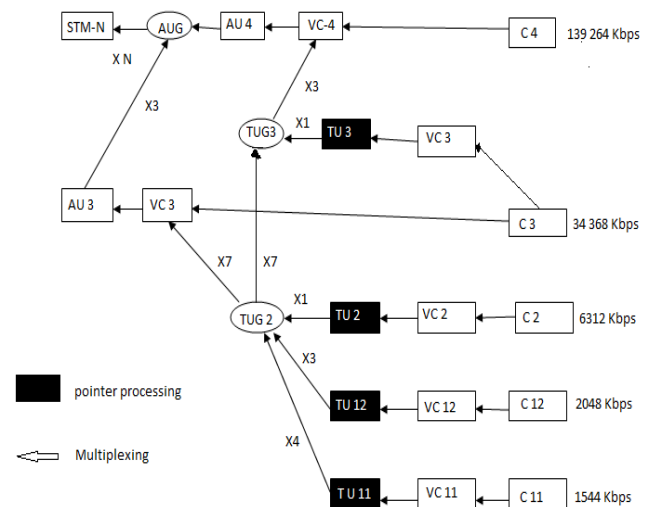 STM-N AUG AU 4 VC-4 C 4 139 264 Kbps
X N
X3 X3
TUG3 X1 TU 3 VC 3
AU 3 VC 3 C 3 34 368 Kbps
X7 X7
TUG 2 X1 TU 2 VC 2 C 2 6312 Kbps
X3
pointer processing TU 12 VC 12 C 12 2048 Kbps
X4
Multiplexing
T U 11 VC 11 C 11 1544 Kbps